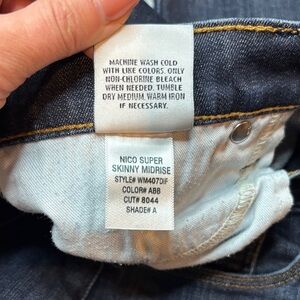 MACHINE WASH COLD
WITH LIKE COLORS. ONLY
NON-CHLORINE BLEACH
WHEN NEEDED. TUMBLE
DRY MEDIUM. WARM IRON
IF NECESSARY.
NICO SUPER
SKINNY MIDRISE
STYLE# WM407DIF
COLOR# ABB
CUT# 8044
SHADE# A